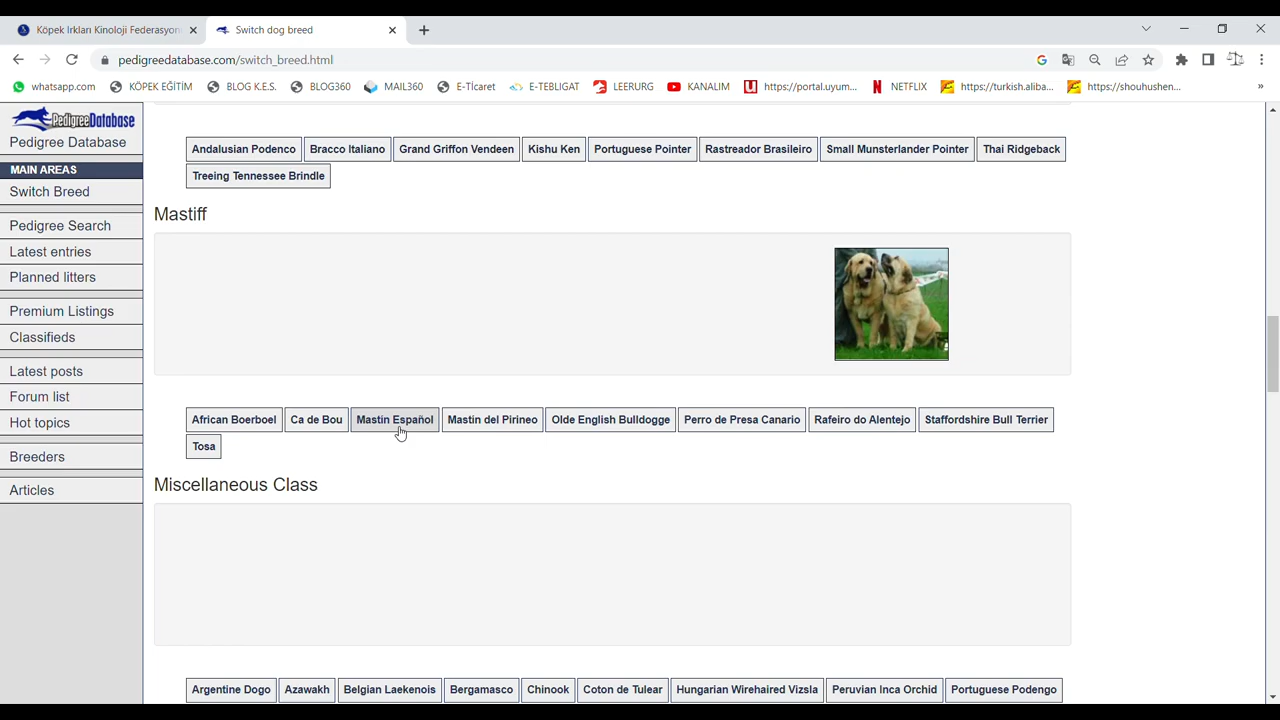 Köpek Irkları Kinoloji Federasyon
Switch dog breed
pedigreedatabase.com/switch_breed.html
whatsapp.com KÖPEK EĞİTİM BLOG K.E.S. BLOG360 MAIL360 E-Ticaret E-TEBLIGAT LEERBURG KANALIM https://portal.uyum... NETFLIX https://turkish.aliba... https://shouhushen... »
PedigreeDatabase
Pedigree Database
MAIN AREAS
Switch Breed
Pedigree Search
Latest entries
Planned litters
Premium Listings
Classifieds
Latest posts
Forum list
Hot topics
Breeders
Articles
Andalusian Podenco Bracco Italiano Grand Griffon Vendeen Kishu Ken Portuguese Pointer Rastreador Brasileiro Small Munsterlander Pointer Thai Ridgeback
Treeing Tennessee Brindle
Mastiff
African Boerboel Ca de Bou Mastín Español Mastín del Pirineo Olde English Bulldogge Perro de Presa Canario Rafeiro do Alentejo Staffordshire Bull Terrier
Tosa
Miscellaneous Class
Argentine Dogo Azawakh Belgian Laekenois Bergamasco Chinook Coton de Tulear Hungarian Wirehaired Vizsla Peruvian Inca Orchid Portuguese Podengo